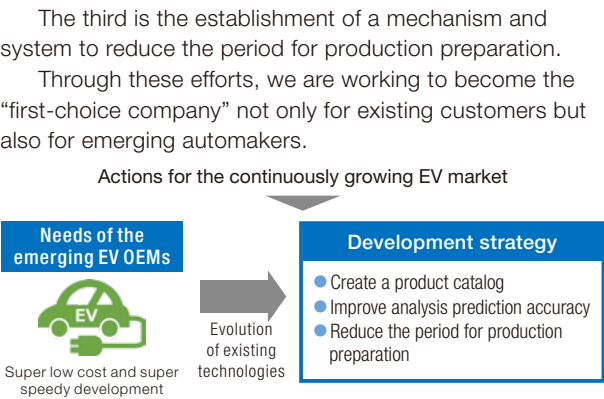 The third is the establishment of a mechanism and
system to reduce the period for production preparation.
Through these efforts, we are working to become the
“first-choice company” not only for existing customers but
also for emerging automakers.
Actions for the continuously growing EV market
Needs of the
emerging EV OEMs
EV
Super low cost and super
speedy development
Evolution
of existing
technologies
Development strategy
● Create a product catalog
● Improve analysis prediction accuracy
● Reduce the period for production
preparation